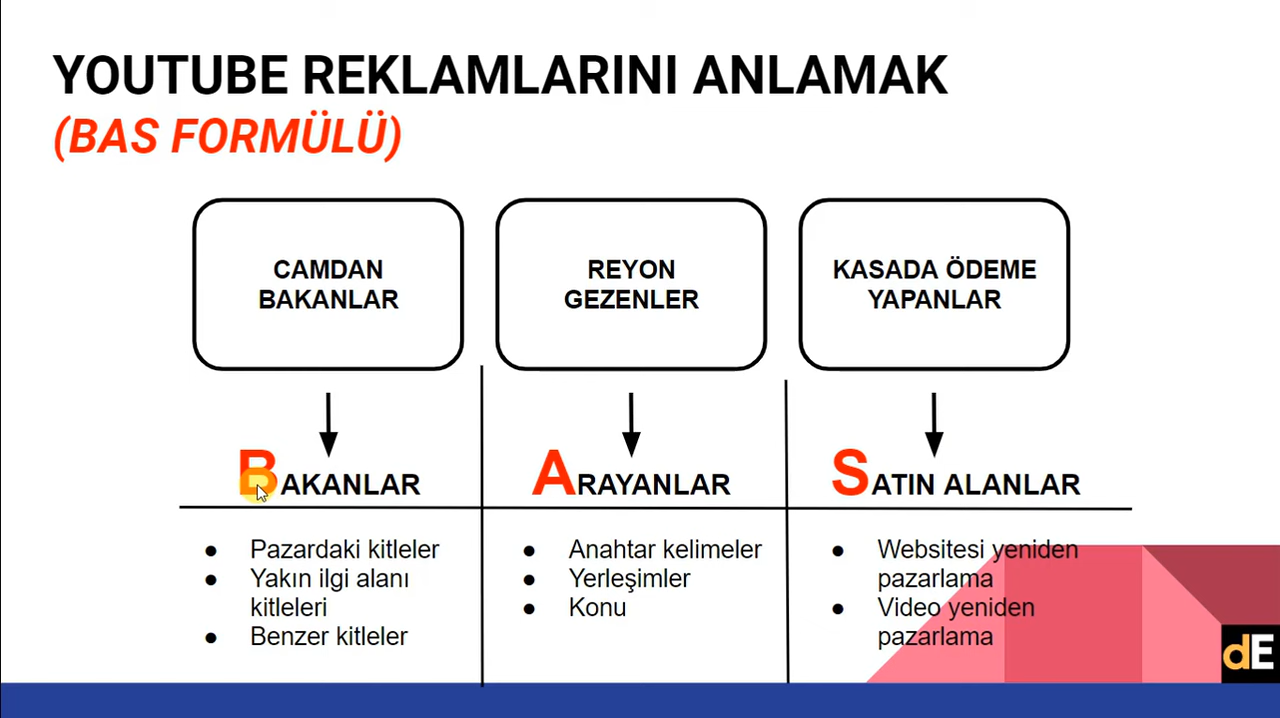 YOUTUBE REKLAMLARINI ANLAMAK
(BAS FORMÜLÜ)
CAMDAN
BAKANLAR
REYON
GEZENLER
KASADA ÖDEME
YAPANLAR
BAKANLAR
ARAYANLAR
SATIN ALANLAR
● Pazardaki kitleler
● Yakın ilgi alanı
kitleleri
● Benzer kitleler
● Anahtar kelimeler
● Yerleşimler
● Konu
● Websitesi yeniden
pazarlama
● Video yeniden
pazarlama
dE